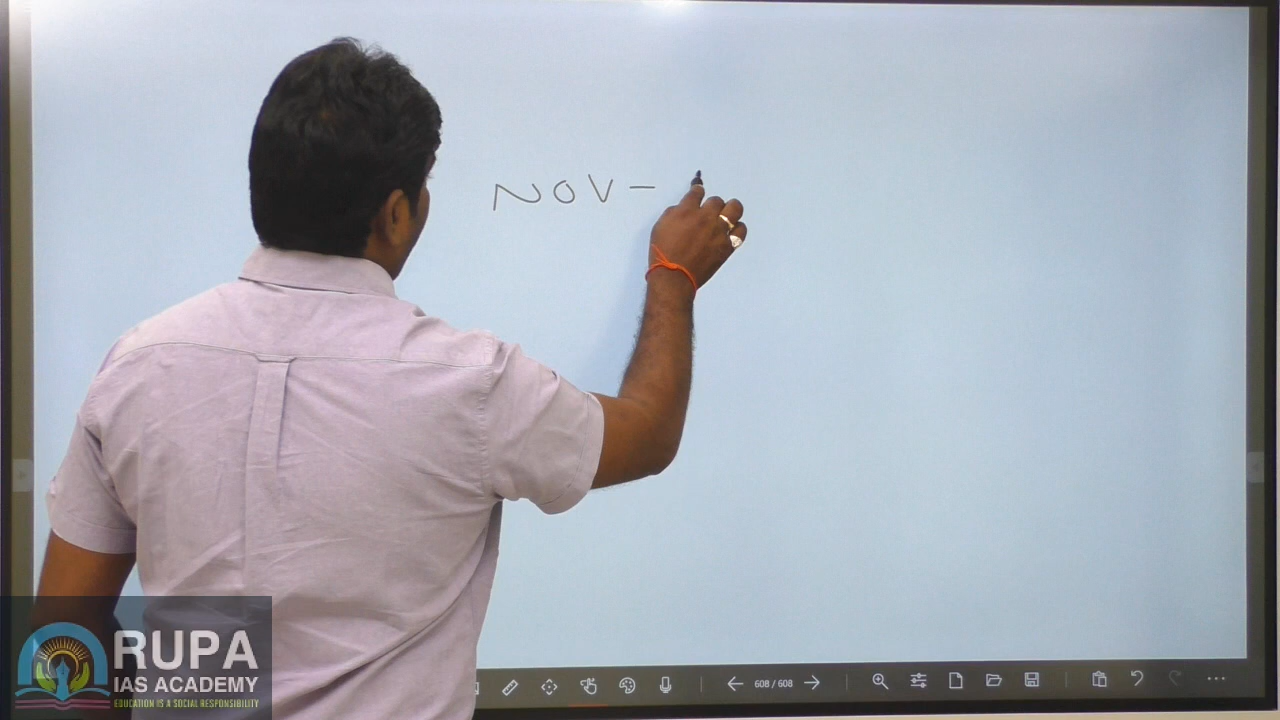 NOV -
608 / 608
RUPA
IAS ACADEMY
EDUCATION IS A SOCIAL RESPONSIBILITY